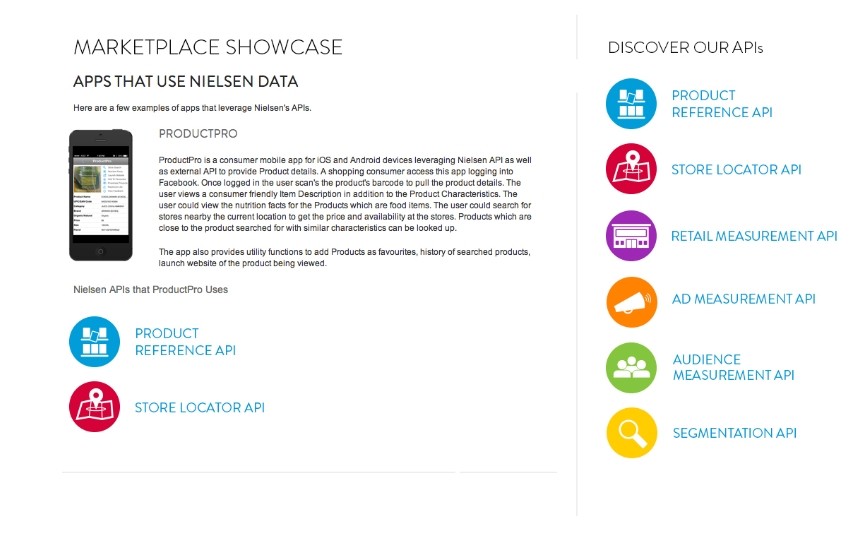 MARKETPLACE SHOWCASE
APPS THAT USE NIELSEN DATA
Here are a few examples of apps that leverage Nielsen's APIs.
PRODUCTPRO
ProductPro is a consumer mobile app for iOS and Android devices leveraging Nielsen API as well
as external API to provide Product details. A shopping consumer access this app logging into
Facebook. Once logged in the user scan's the product's barcode to pull the product details. The
user views a consumer friendly Item Description in addition to the Product Characteristics. The
user could view the nutrition facts for the Products which are food items. The user could search for
stores nearby the current location to get the price and availability at the stores. Products which are
close to the product searched for with similar characteristics can be looked up.
The app also provides utility functions to add Products as favourites, history of searched products,
launch website of the product being viewed.
Nielsen APIs that ProductPro Uses
PRODUCT
REFERENCE API
STORE LOCATOR API
DISCOVER OUR APIs
PRODUCT
REFERENCE API
STORE LOCATOR API
RETAIL MEASUREMENT API
AD MEASUREMENT API
AUDIENCE
MEASUREMENT API
SEGMENTATION API